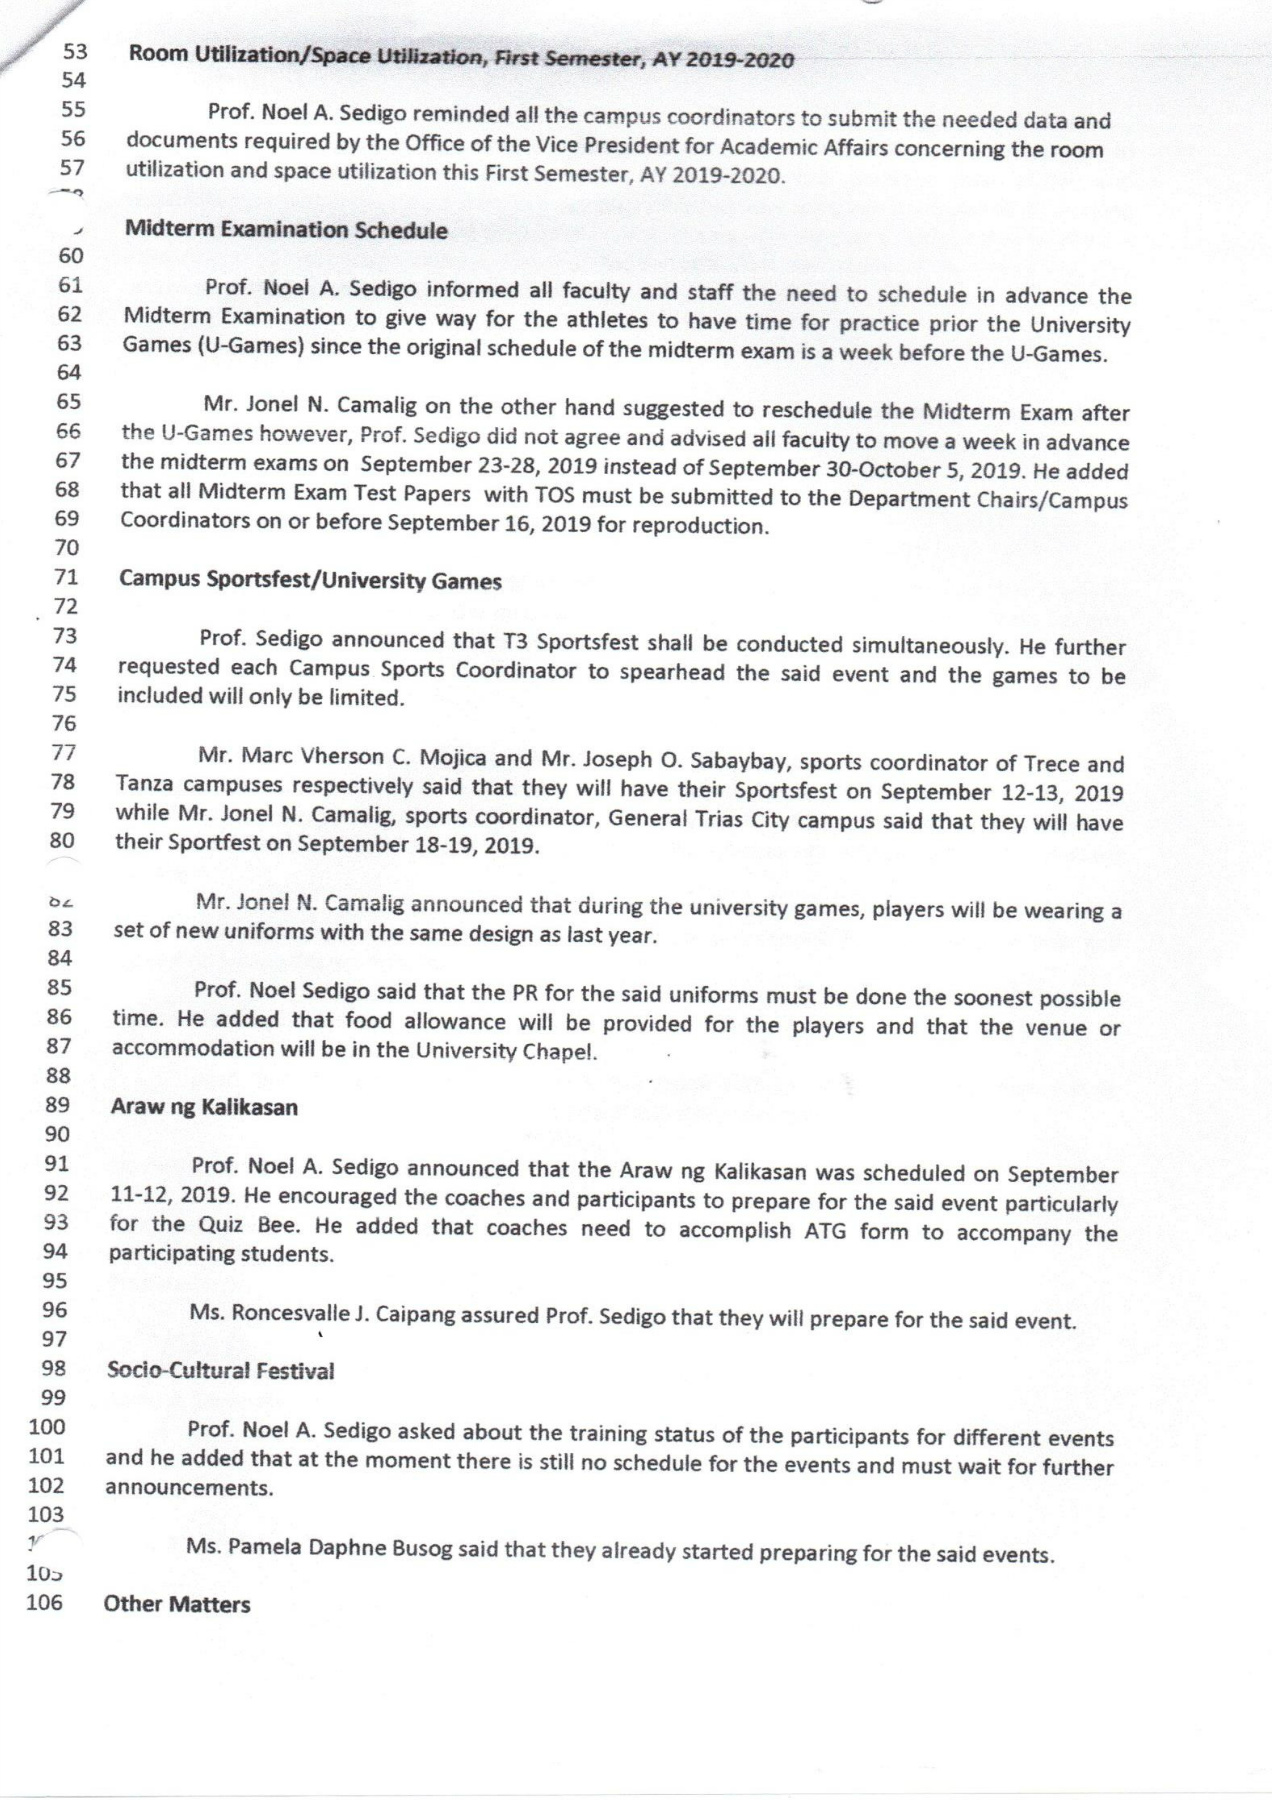 53 Room Utilization/Space Utilization, First Semester, AY 2019-2020
54
55 Prof. Noel A. Sedigo reminded all the campus coordinators to submit the needed data and
56 documents required by the Office of the Vice President for Academic Affairs concerning the room
57 utilization and space utilization this First Semester, AY 2019-2020.
Midterm Examination Schedule
60
61 Prof. Noel A. Sedigo informed all faculty and staff the need to schedule in advance the
62 Midterm Examination to give way for the athletes to have time for practice prior the University
63 Games (U-Games) since the original schedule of the midterm exam is a week before the U-Games.
64
65 Mr. Jonel N. Camalig on the other hand suggested to reschedule the Midterm Exam after
66 the U-Games however, Prof. Sedigo did not agree and advised all faculty to move a week in advance
67 the midterm exams on September 23-28, 2019 instead of September 30-October 5, 2019. He added
68 that all Midterm Exam Test Papers with TOS must be submitted to the Department Chairs/Campus
69 Coordinators on or before September 16, 2019 for reproduction.
70
71 Campus Sportsfest/University Games
72
73 Prof. Sedigo announced that T3 Sportsfest shall be conducted simultaneously. He further
74 requested each Campus Sports Coordinator to spearhead the said event and the games to be
75 included will only be limited.
76
77 Mr. Marc Vherson C. Mojica and Mr. Joseph O. Sabaybay, sports coordinator of Trece and
78 Tanza campuses respectively said that they will have their Sportsfest on September 12-13, 2019
79 while Mr. Jonel N. Camalig, sports coordinator, General Trias City campus said that they will have
80 their Sportfest on September 18-19, 2019.
82 Mr. Jonel N. Camalig announced that during the university games, players will be wearing a
83 set of new uniforms with the same design as last year.
84
85 Prof. Noel Sedigo said that the PR for the said uniforms must be done the soonest possible
86 time. He added that food allowance will be provided for the players and that the venue or
87 accommodation will be in the University Chapel.
88
89 Araw ng Kalikasan
90
91 Prof. Noel A. Sedigo announced that the Araw ng Kalikasan was scheduled on September
92 11-12, 2019. He encouraged the coaches and participants to prepare for the said event particularly
93 for the Quiz Bee. He added that coaches need to accomplish ATG form to accompany the
94 participating students.
95
96 Ms. Roncesvalle J. Caipang assured Prof. Sedigo that they will prepare for the said event.
97
98 Socio-Cultural Festival
99
100 Prof. Noel A. Sedigo asked about the training status of the participants for different events
101 and he added that at the moment there is still no schedule for the events and must wait for further
102 announcements.
103
Ms. Pamela Daphne Busog said that they already started preparing for the said events.
105
106 Other Matters